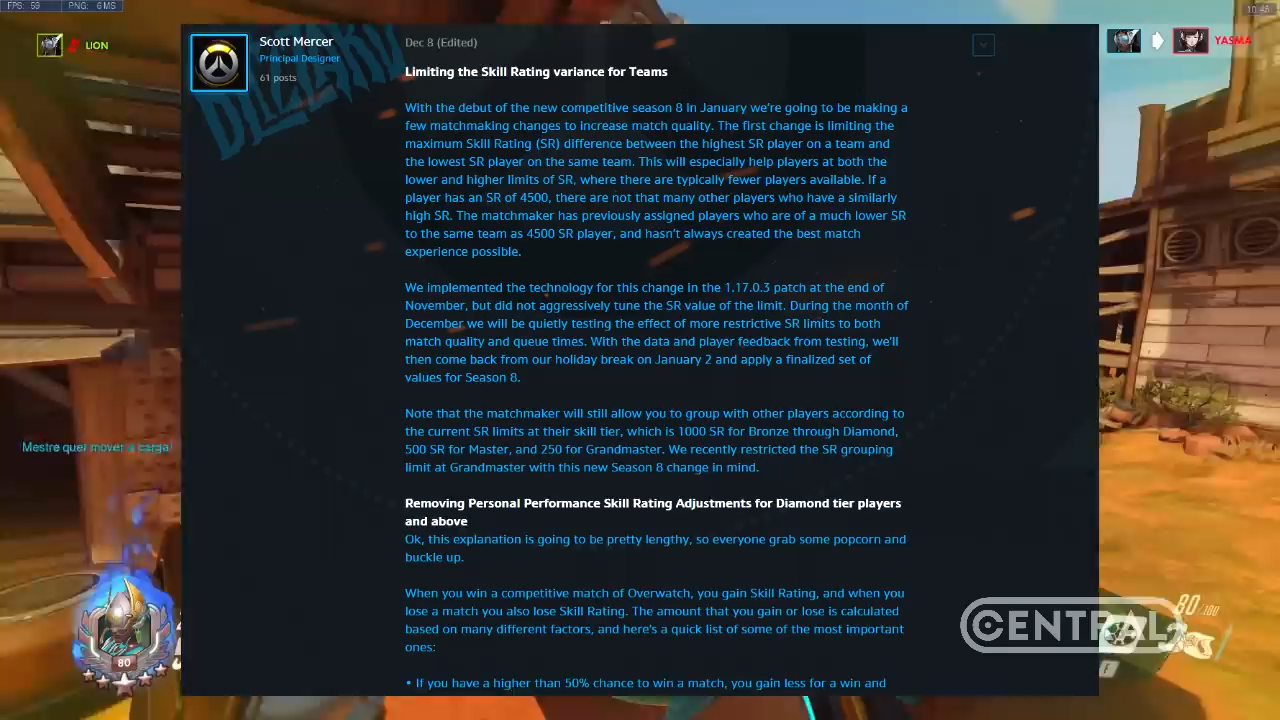 FPS: 59 PNG: 6 MS
10:45
LION
YASMA
Scott Mercer
Principal Designer
61 posts
BLIZZARD
Dec 8 (Edited)
Limiting the Skill Rating variance for Teams
With the debut of the new competitive season 8 in January we're going to be making a
few matchmaking changes to increase match quality. The first change is limiting the
maximum Skill Rating (SR) difference between the highest SR player on a team and
the lowest SR player on the same team. This will especially help players at both the
lower and higher limits of SR, where there are typically fewer players available. If a
player has an SR of 4500, there are not that many other players who have a similarly
high SR. The matchmaker has previously assigned players who are of a much lower SR
to the same team as 4500 SR player, and hasn't always created the best match
experience possible.
We implemented the technology for this change in the 1.17.0.3 patch at the end of
November, but did not aggressively tune the SR value of the limit. During the month of
December we will be quietly testing the effect of more restrictive SR limits to both
match quality and queue times. With the data and player feedback from testing, we'll
then come back from our holiday break on January 2 and apply a finalized set of
values for Season 8.
Note that the matchmaker will still allow you to group with other players according to
the current SR limits at their skill tier, which is 1000 SR for Bronze through Diamond,
500 SR for Master, and 250 for Grandmaster. We recently restricted the SR grouping
limit at Grandmaster with this new Season 8 change in mind.
Removing Personal Performance Skill Rating Adjustments for Diamond tier players
and above
Ok, this explanation is going to be pretty lengthy, so everyone grab some popcorn and
buckle up.
When you win a competitive match of Overwatch, you gain Skill Rating, and when you
lose a match you also lose Skill Rating. The amount that you gain or lose is calculated
based on many different factors, and here's a quick list of some of the most important
ones:
• If you have a higher than 50% chance to win a match, you gain less for a win and
Mestre quer mover a carga!
80
CENTRAL
80/180
F